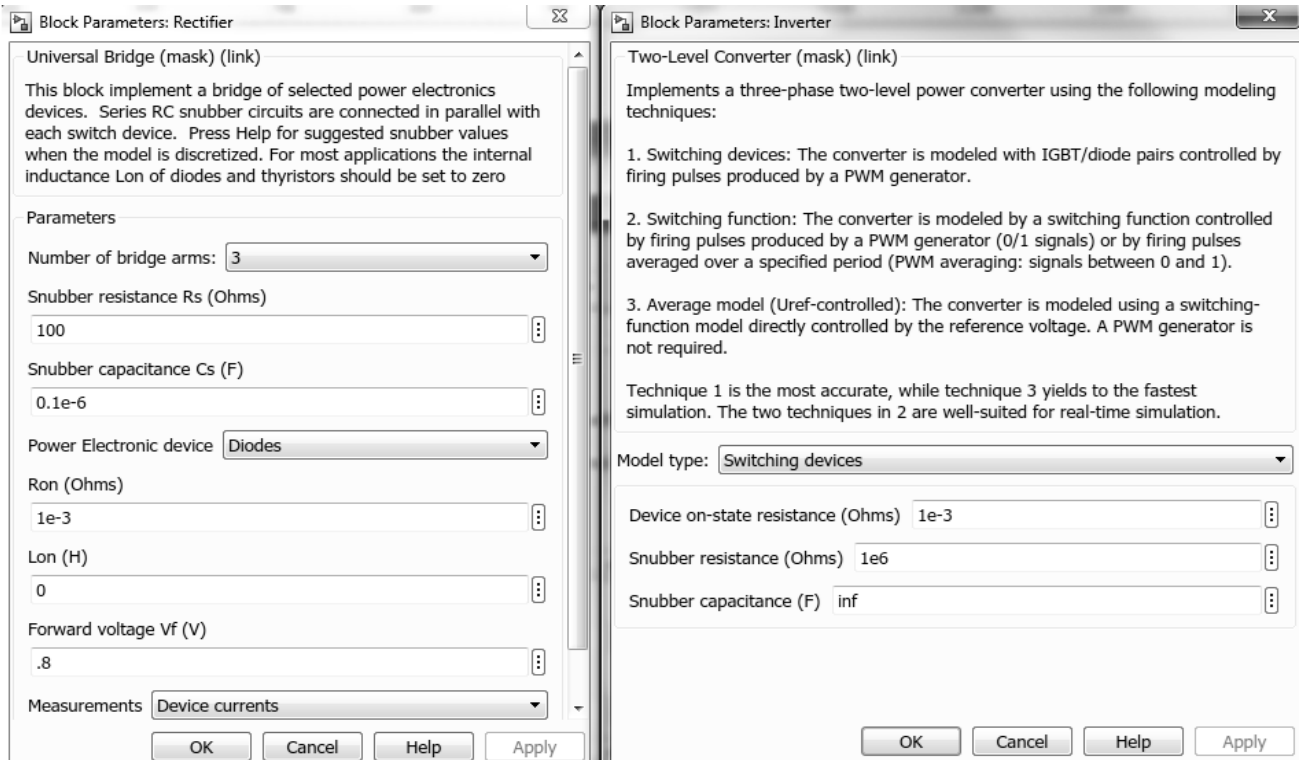 Block Parameters: Rectifier
Universal Bridge (mask) (link)
This block implement a bridge of selected power electronics
devices.  Series RC snubber circuits are connected in parallel with
each switch device.  Press Help for suggested snubber values
when the model is discretized. For most applications the internal
inductance Lon of diodes and thyristors should be set to zero
Parameters
Number of bridge arms: 3
Snubber resistance Rs (Ohms)
100
Snubber capacitance Cs (F)
0.1e-6
Power Electronic device Diodes
Ron (Ohms)
1e-3
Lon (H)
0
Forward voltage Vf (V)
.8
Measurements Device currents
OK Cancel Help Apply
Block Parameters: Inverter
Two-Level Converter (mask) (link)
Implements a three-phase two-level power converter using the following modeling
techniques:
1. Switching devices: The converter is modeled with IGBT/diode pairs controlled by
firing pulses produced by a PWM generator.
2. Switching function: The converter is modeled by a switching function controlled
by firing pulses produced by a PWM generator (0/1 signals) or by firing pulses
averaged over a specified period (PWM averaging: signals between 0 and 1).
3. Average model (Uref-controlled): The converter is modeled using a switching-
function model directly controlled by the reference voltage. A PWM generator is
not required.
Technique 1 is the most accurate, while technique 3 yields to the fastest
simulation. The two techniques in 2 are well-suited for real-time simulation.
Model type: Switching devices
Device on-state resistance (Ohms) 1e-3
Snubber resistance (Ohms) 1e6
Snubber capacitance (F) inf
OK Cancel Help Apply